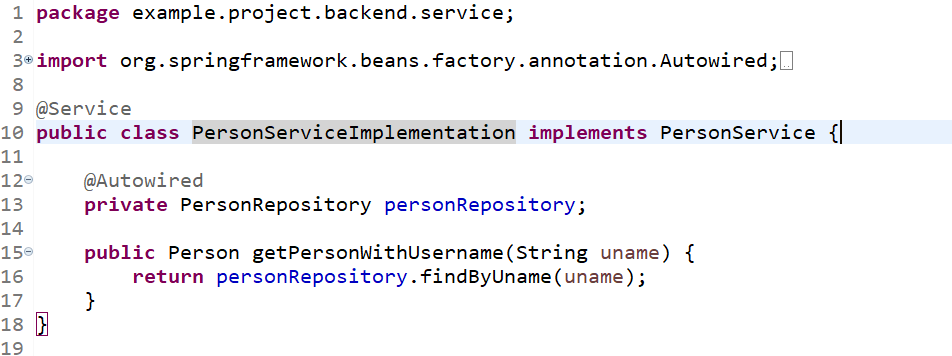 1 package example.project.backend.service;
2
3 import org.springframework.beans.factory.annotation.Autowired;
8
9 @Service
10 public class PersonServiceImplementation implements PersonService {
11
12 @Autowired
13 private PersonRepository personRepository;
14
15 public Person getPersonWithUsername(String uname) {
16 return personRepository.findByUname(uname);
17 }
18 }
19